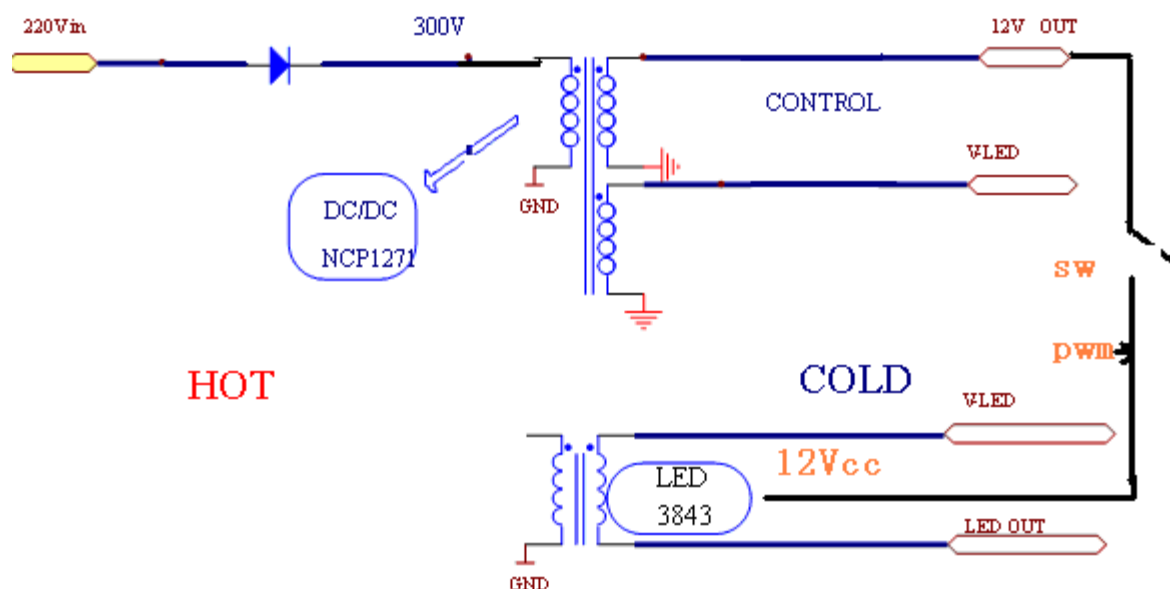 220Vin
300V
12V OUT
CONTROL
V-LED
GND
DC/DC
NCP1271
sw
pwm
HOT
COLD
V-LED
12Vcc
LED
3843
LED OUT
GND